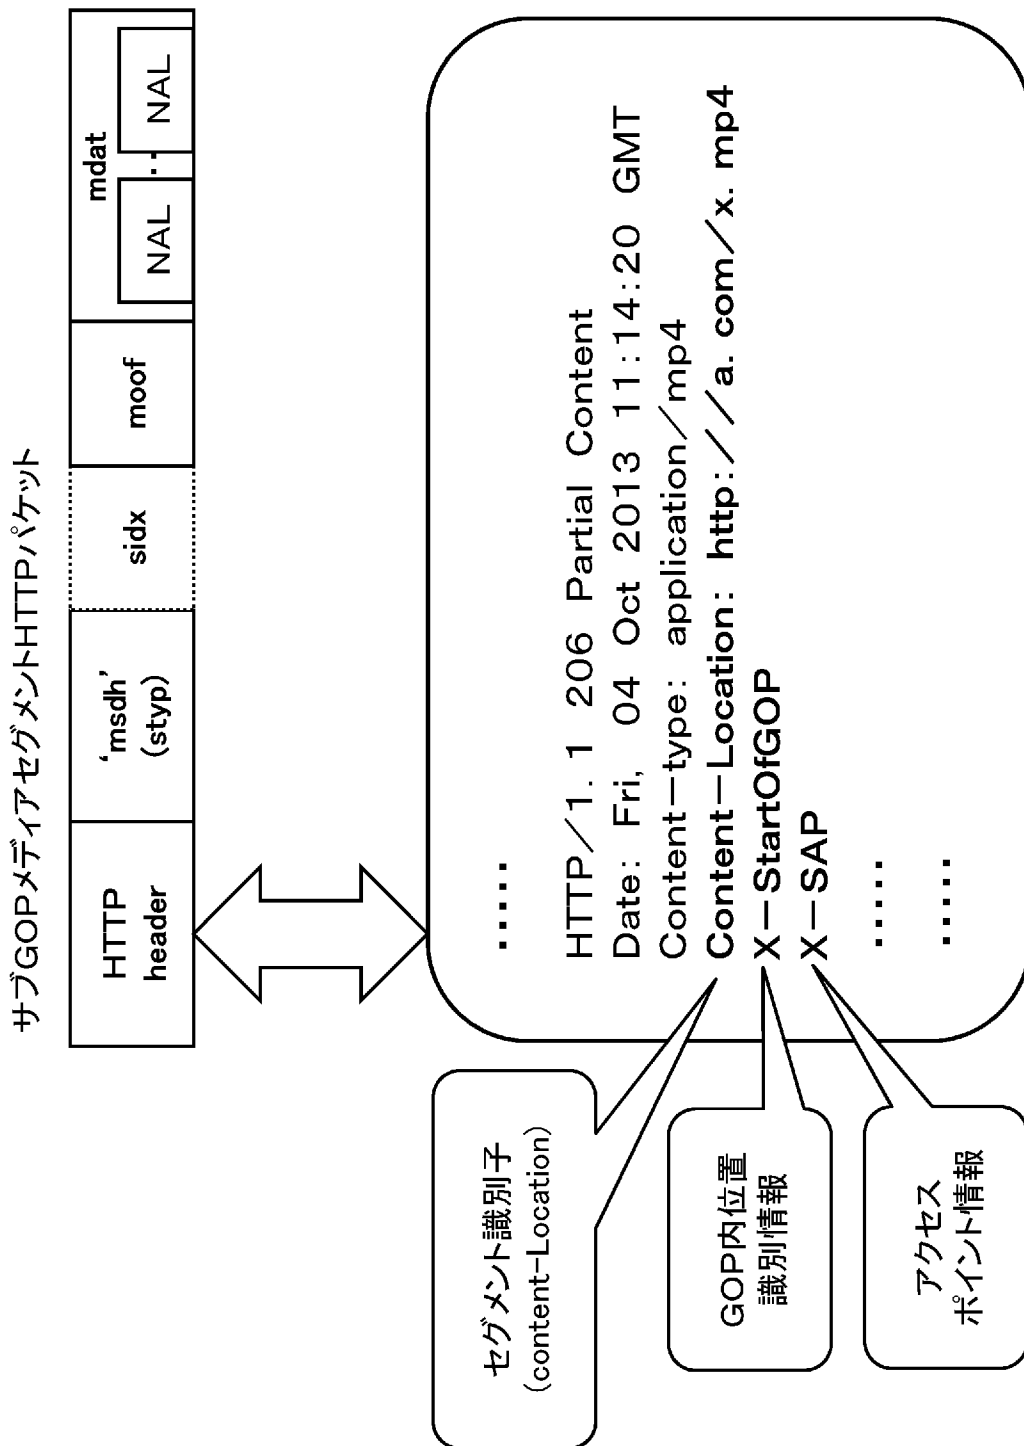 サブGOPメディアセグメントHTTPパケット
HTTP
header
‘msdh’
(styp)
sidx
moof
mdat
NAL
‥
NAL
‥‥‥
HTTP/1.1 206 Partial Content
Date: Fri, 04 Oct 2013 11:14:20 GMT
Content-type: application/mp4
Content-Location: http://a.com/x.mp4
X-StartOfGOP
X-SAP
‥‥‥
‥‥‥
セグメント識別子
(content-Location)
GOP内位置
識別情報
アクセス
ポイント情報